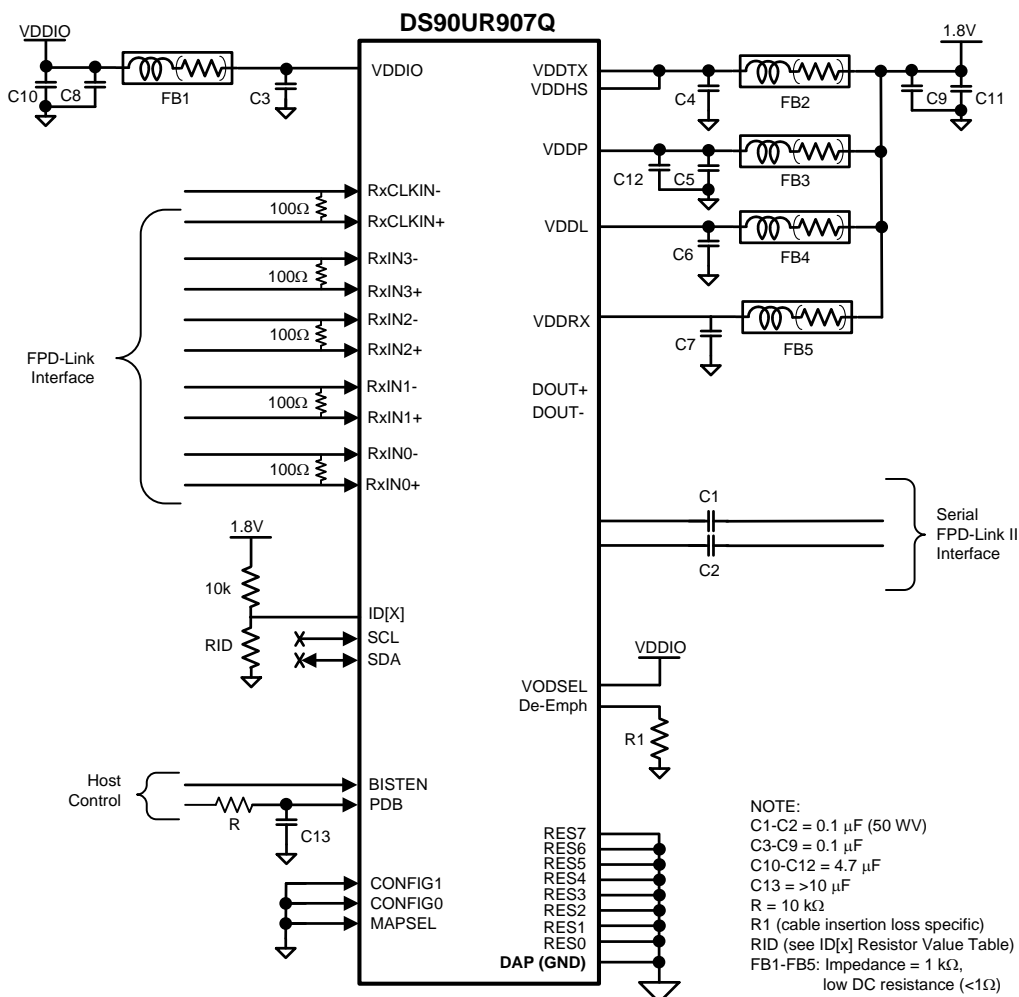 DS90UR907Q
VDDIO
C10
C8
FB1
C3
VDDIO
VDDTX
VDDHS
C4
FB2
1.8V
C9
C11
VDDP
C12
C5
FB3
VDDL
C6
FB4
VDDRX
C7
FB5
FPD-Link
Interface
100Ω
RxCLKIN-
RxCLKIN+
100Ω
RxIN3-
RxIN3+
100Ω
RxIN2-
RxIN2+
100Ω
RxIN1-
RxIN1+
100Ω
RxIN0-
RxIN0+
DOUT+
DOUT-
C1
C2
Serial
FPD-Link II
Interface
1.8V
10k
RID
ID[X]
SCL
SDA
VDDIO
VODSEL
De-Emph
R1
Host
Control
R
C13
BISTEN
PDB
CONFIG1
CONFIG0
MAPSEL
RES7
RES6
RES5
RES4
RES3
RES2
RES1
RES0
DAP (GND)
NOTE:
C1-C2 = 0.1 μF (50 WV)
C3-C9 = 0.1 μF
C10-C12 = 4.7 μF
C13 = >10 μF
R = 10 kΩ
R1 (cable insertion loss specific)
RID (see ID[x] Resistor Value Table)
FB1-FB5: Impedance = 1 kΩ,
low DC resistance (<1Ω)